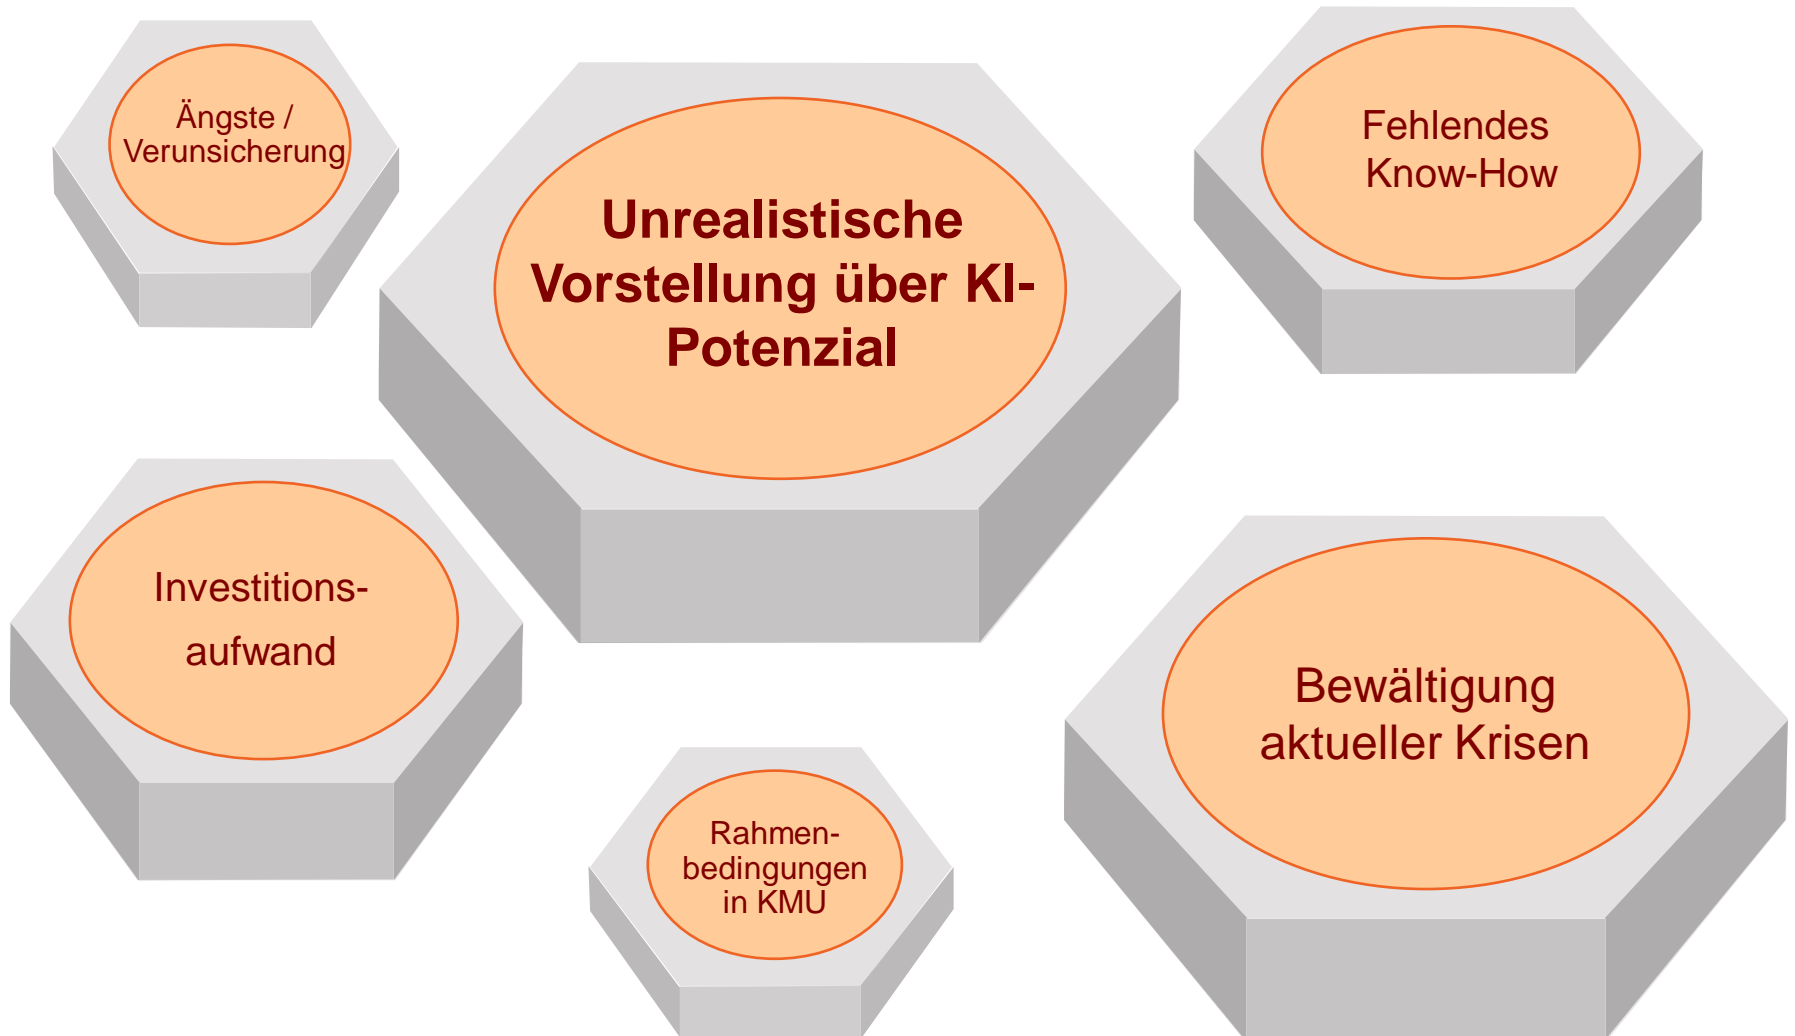 Ängste /
Verunsicherung
Unrealistische
Vorstellung über KI-
Potenzial
Fehlendes
Know-How
Investitions-
aufwand
Bewältigung
aktueller Krisen
Rahmen-
bedingungen
in KMU